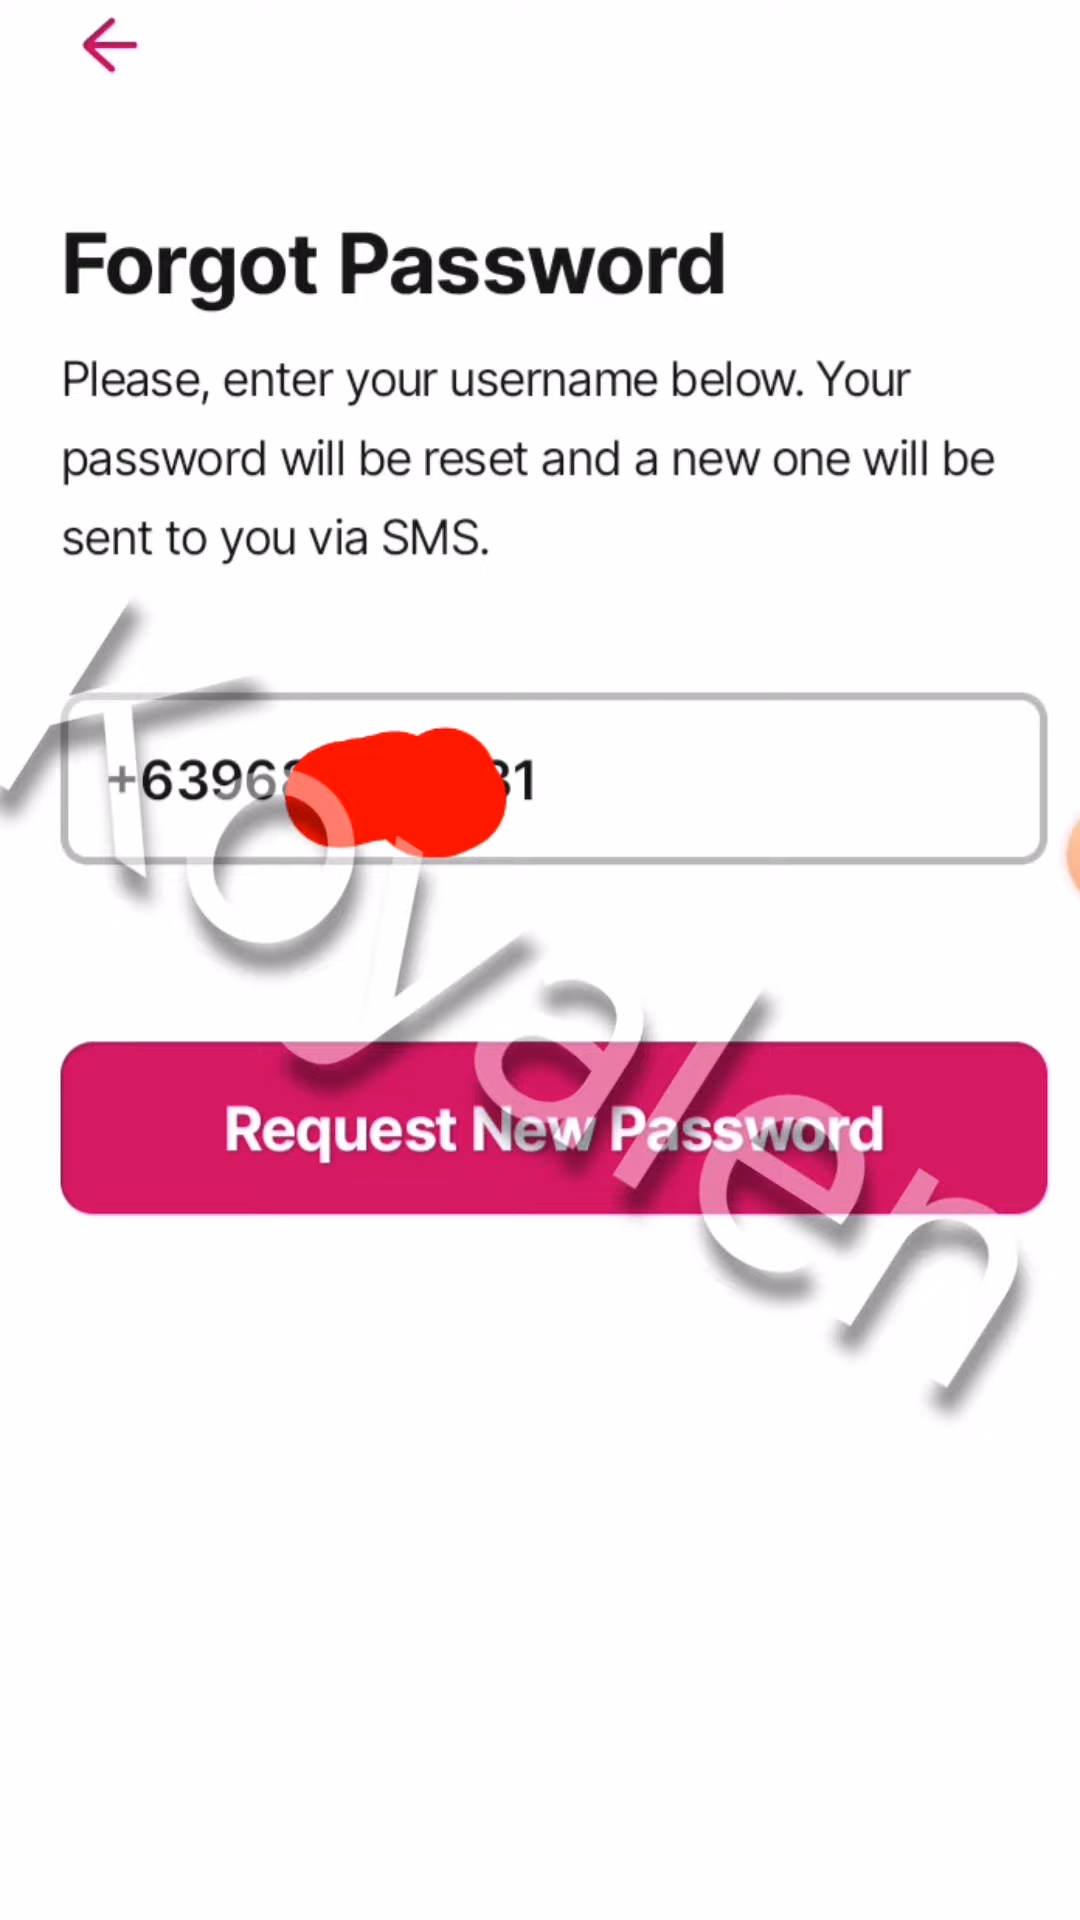 Forgot Password
Please, enter your username below. Your
password will be reset and a new one will be
sent to you via SMS.
Request New Password